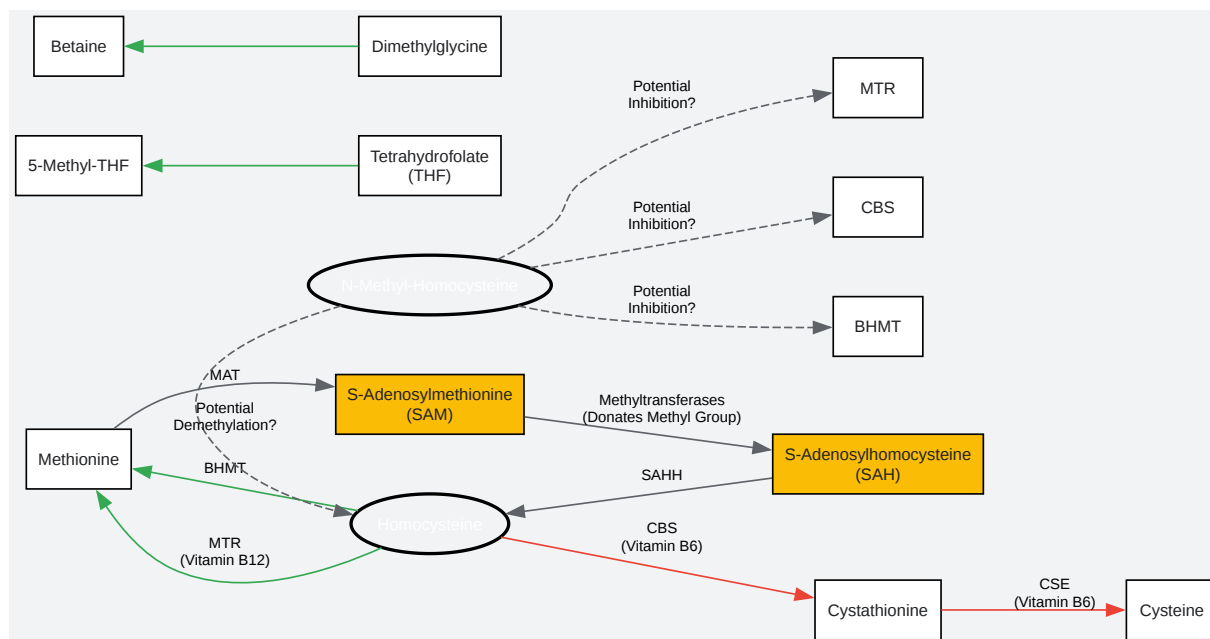 Betaine
Dimethylglycine
MTR
Potential
Inhibition?
5-Methyl-THF
Tetrahydrofolate
(THF)
CBS
Potential
Inhibition?
N-Methyl-Homocysteine
Potential
Inhibition?
BHMT
MAT
S-Adenosylmethionine
(SAM)
Methyltransferases
(Donates Methyl Group)
Potential
Demethylation?
Methionine
BHMT
S-Adenosylhomocysteine
(SAH)
SAHH
Homocysteine
CBS
(Vitamin B6)
MTR
(Vitamin B12)
Cystathionine
CSE
(Vitamin B6)
Cysteine